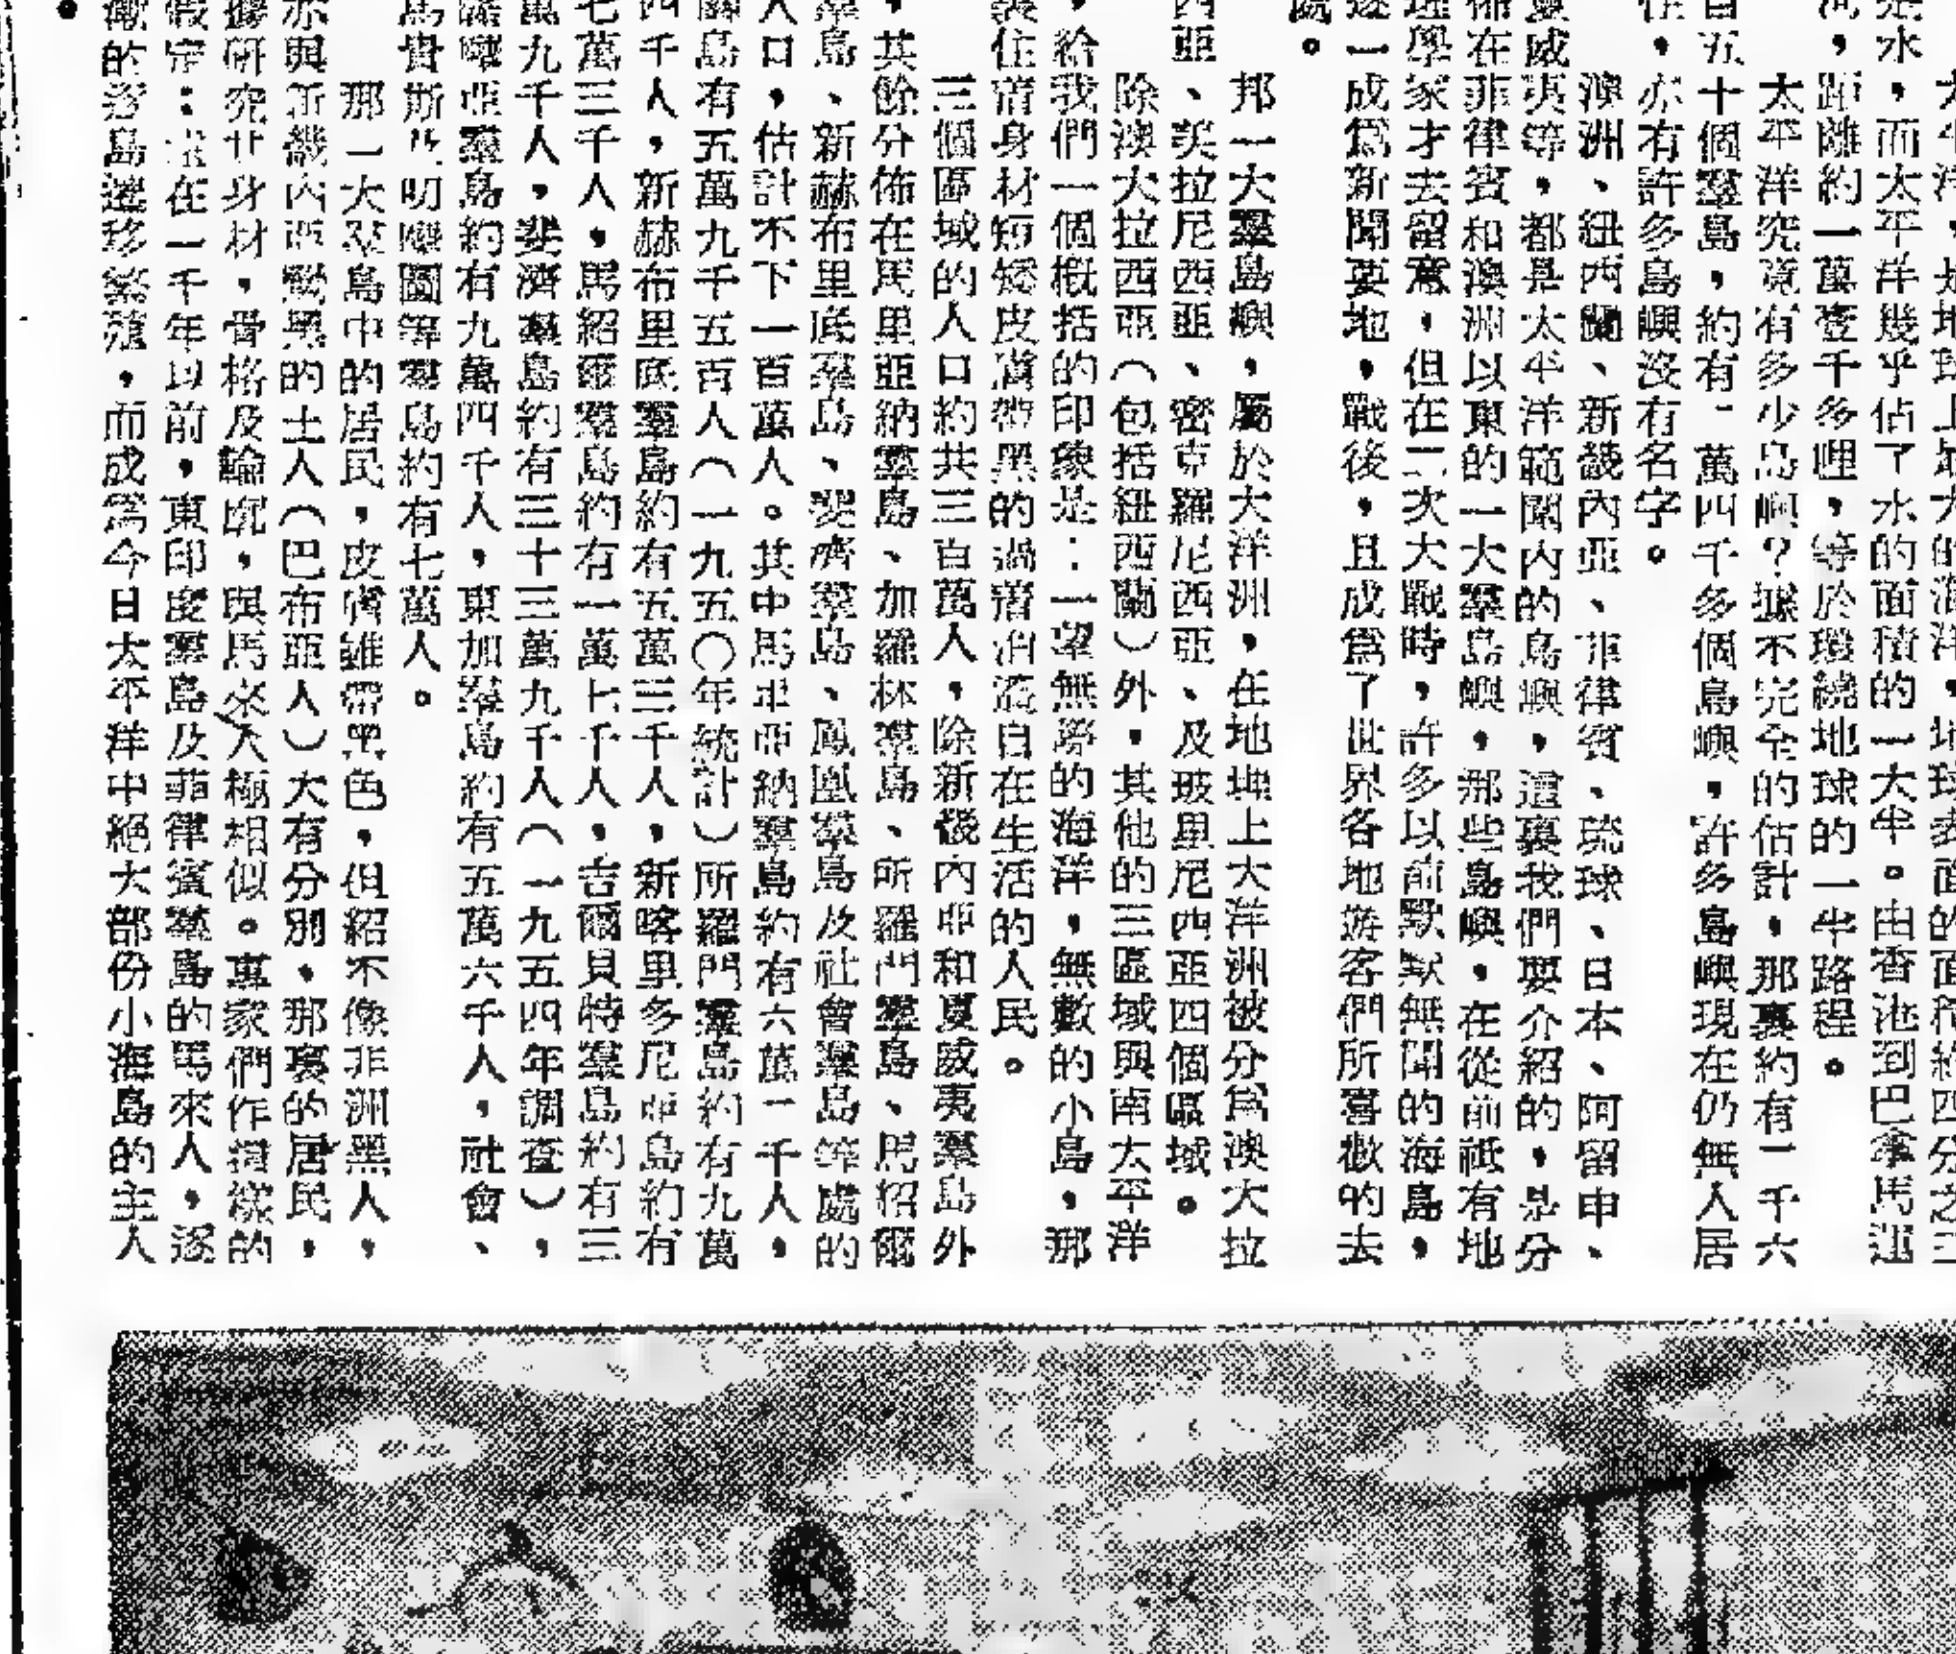 太平洋，是地球上最大的海洋，地球表面的面積約四分之三
是水，而太平洋幾乎佔了水的面積的一大半。由香港到巴拿馬運
河，距離約一萬壹千多哩，等於環繞地球的一半路程。
太平洋究竟有多少島嶼？據不完全的估計，那裏約有一千六
百五十個羣島，約有一萬四千多個島嶼，許多島嶼現在仍無人居
住，亦有許多島嶼沒有名字。
澳洲、紐西蘭、新畿內亞、菲律賓、琉球、日本、阿留申、
夏威夷等，都是太平洋範圍內的島嶼，這裏我們要介紹的，是分
佈在菲律賓和澳洲以東的一大羣島嶼，那些島嶼，在從前祗有地
理學家才去留意，但在二次大戰時，許多以前默默無聞的海島，
逐一成爲新聞要地，戰後，且成爲了世界各地遊客們所喜歡的去
處。
邦一大羣島嶼，屬於大洋洲，在地理上大洋洲被分爲澳大拉
西亞、美拉尼西亞、密克羅尼西亞、及玻里尼西亞四個區域。
除澳大拉西亞（包括紐西蘭）外，其他的三區域與南太平洋
，給我們一個概括的印象是：一望無際的海洋，無數的小島，那
裏住着身材短矮皮膚帶黑的過着自在生活的人民。
三個區域的人口約共三百萬人，除新畿內亞和夏威夷羣島外
，其餘分佈在馬里亞納羣島、加羅林羣島、所羅門羣島、馬紹爾
羣島、新赫布里底羣島、斐濟羣島、鳳凰羣島及社會羣島等處的
人口，估計不下一百萬人。其中馬里亞納羣島約有六萬一千人，
關島有五萬九千五百人（一九五〇年統計）所羅門羣島約有九萬
四千人，新赫布里底羣島約有五萬三千人，新喀里多尼亞島約有
七萬三千人，馬紹爾羣島約有一萬七千人，吉爾貝特羣島約有三
萬九千人，斐濟羣島約有三十三萬九千人（一九五四年調查），
亞羣島約有九萬四千人，東加羣島約有五萬六千人，社會、
馬貴斯及 圖等羣島約有七萬人。
那一大羣島中的居民，皮膚雖帶黑色，但紹不像非洲黑人，
亦與新畿內亞黝黑的土人（巴布亞人）大有分別，那裏的居民，
據研究其身材，骨格及輪廓，與馬來人極相似。專家們作這樣的
假定：在一千年以前，東印度羣島及菲律賓羣島的馬來人，逐
漸的逐島遷移繁殖，而成爲今日太平洋中絕大部份小海島的主人
。